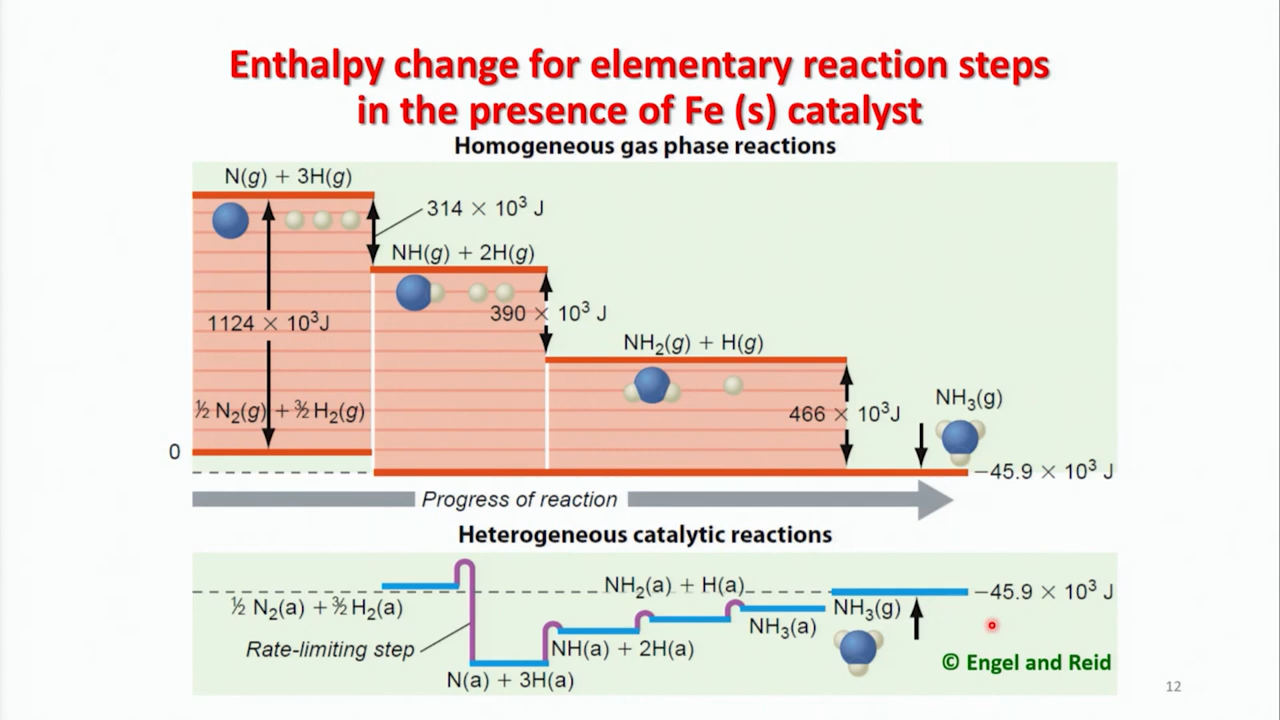 Enthalpy change for elementary reaction steps
in the presence of Fe (s) catalyst
Homogeneous gas phase reactions
N(g) + 3H(g)
314 × 10³ J
NH(g) + 2H(g)
390 × 10³ J
1124 × 10³J
NH₂(g) + H(g)
NH₃(g)
½ N₂(g) + ³⁄₂ H₂(g)
466 × 10³J
0
−45.9 × 10³ J
Progress of reaction
Heterogeneous catalytic reactions
NH₂(a) + H(a)
−45.9 × 10³ J
½ N₂(a) + ³⁄₂ H₂(a)
NH₃(g)
NH₃(a)
Rate-limiting step
NH(a) + 2H(a)
© Engel and Reid
N(a) + 3H(a)
12